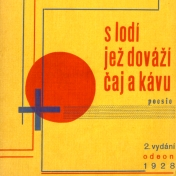 s lodí
jež dováží
čaj a kávu
poesie
2. vydání
odeon
1928